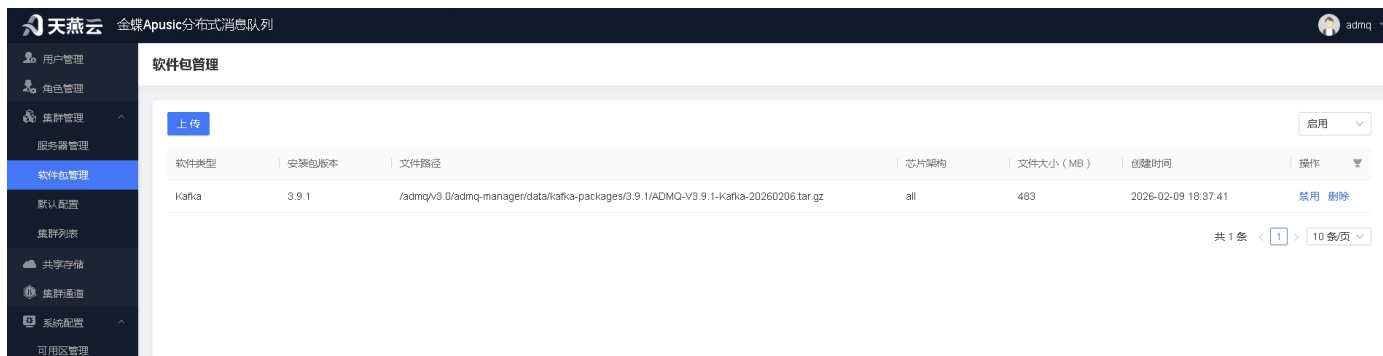 天燕云 金蝶Apusic分布式消息队列 admq
用户管理
角色管理
集群管理
服务器管理
软件包管理
默认配置
集群列表
共享存储
集群通道
系统配置
可用区管理
软件包管理
上传 启用
软件类型 安装包版本 文件路径 芯片架构 文件大小（MB） 创建时间 操作
Kafka 3.9.1 /admq/v3.0/admq-manager/data/kafka-packages/3.9.1/ADMQ-V3.9.1-Kafka-20260206.tar.gz all 483 2026-02-09 18:37:41 禁用 删除
共 1 条 < 1 > 10 条/页